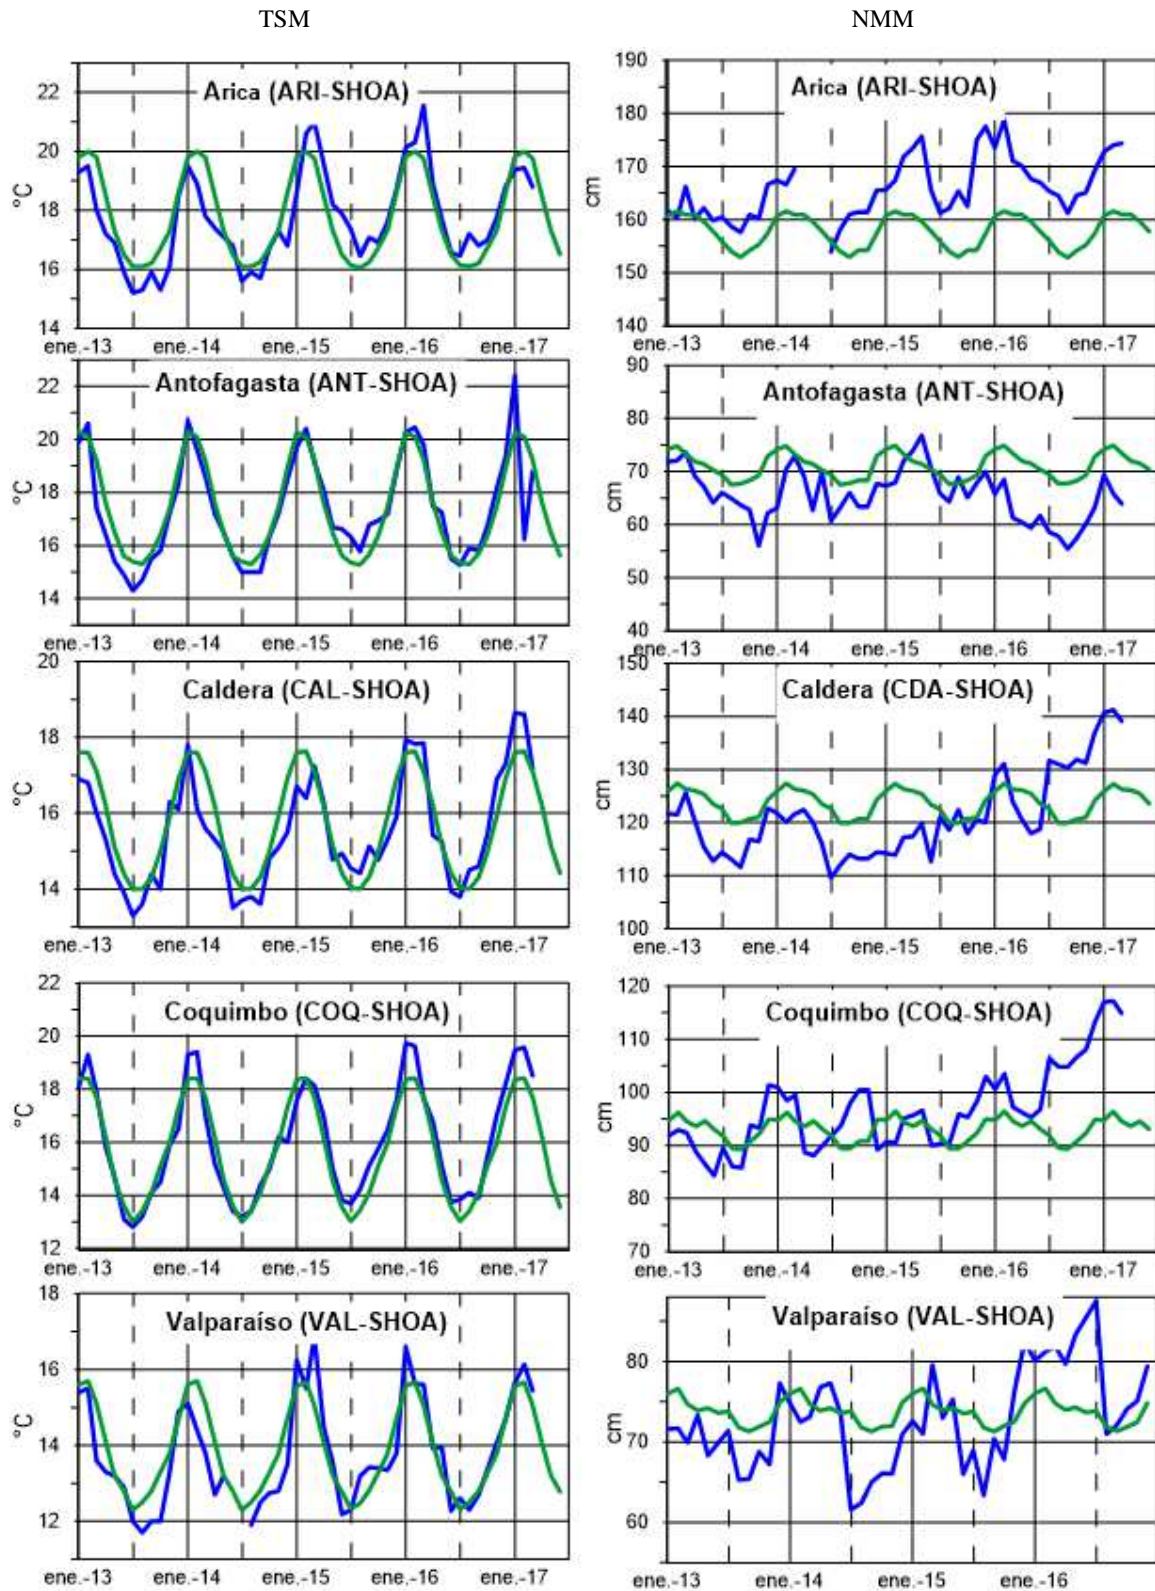 TSM
NMM
Arica (ARI-SHOA)
°C
22
20
18
16
14
ene.-13 ene.-14 ene.-15 ene.-16 ene.-17
Arica (ARI-SHOA)
cm
190
180
170
160
150
140
ene.-13 ene.-14 ene.-15 ene.-16 ene.-17
Antofagasta (ANT-SHOA)
°C
22
20
18
16
14
ene.-13 ene.-14 ene.-15 ene.-16 ene.-17
Antofagasta (ANT-SHOA)
cm
90
80
70
60
50
40
ene.-13 ene.-14 ene.-15 ene.-16 ene.-17
Caldera (CAL-SHOA)
°C
20
18
16
14
ene.-13 ene.-14 ene.-15 ene.-16 ene.-17
Caldera (CDA-SHOA)
cm
150
140
130
120
110
100
ene.-13 ene.-14 ene.-15 ene.-16 ene.-17
Coquimbo (COQ-SHOA)
°C
22
20
18
16
14
12
ene.-13 ene.-14 ene.-15 ene.-16 ene.-17
Coquimbo (COQ-SHOA)
cm
120
110
100
90
80
70
ene.-13 ene.-14 ene.-15 ene.-16 ene.-17
Valparaíso (VAL-SHOA)
°C
18
16
14
12
ene.-13 ene.-14 ene.-15 ene.-16 ene.-17
Valparaíso (VAL-SHOA)
cm
80
70
60
ene.-13 ene.-14 ene.-15 ene.-16